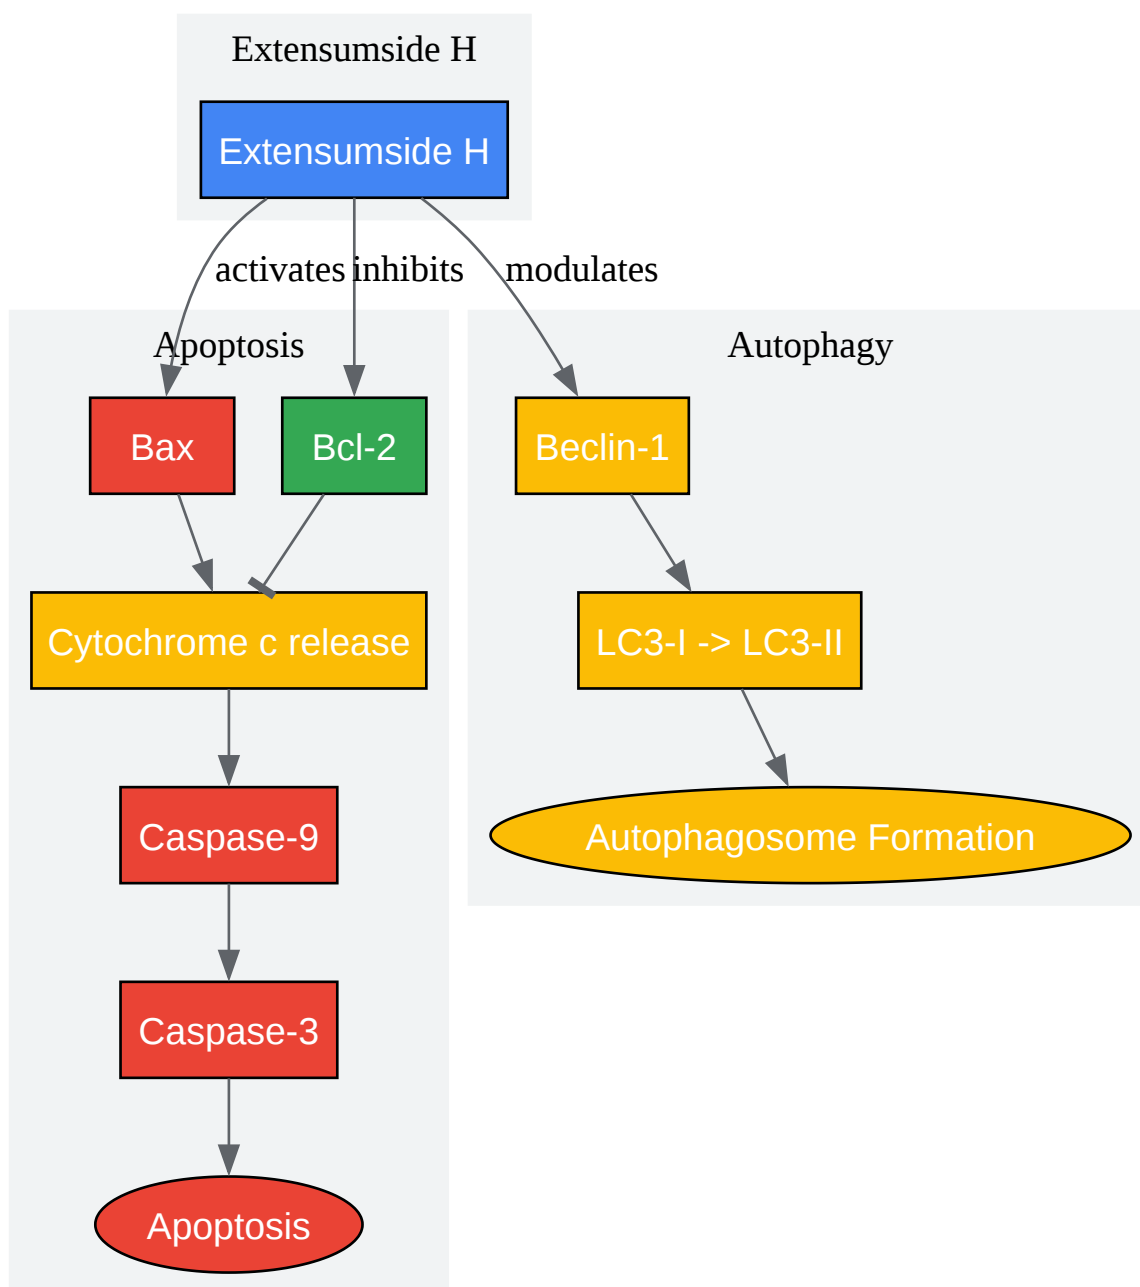 Extensumside H
Extensumside H
activates
inhibits
modulates
Apoptosis
Autophagy
Bax
Bcl-2
Beclin-1
Cytochrome c release
LC3-I -> LC3-II
Caspase-9
Autophagosome Formation
Caspase-3
Apoptosis